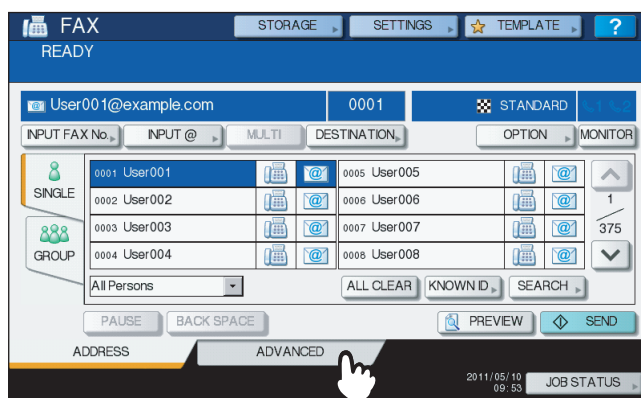 FAX STORAGE SETTINGS TEMPLATE ?
READY
User001@example.com 0001 STANDARD 1 2
INPUT FAX No. INPUT @ MULTI DESTINATION OPTION MONITOR
SINGLE
GROUP
0001 User001 0005 User005
0002 User002 0006 User006
0003 User003 0007 User007
0004 User004 0008 User008
1
375
All Persons ALL CLEAR KNOWN ID SEARCH
PAUSE BACK SPACE PREVIEW SEND
ADDRESS ADVANCED
2011/05/10
09:53
JOB STATUS